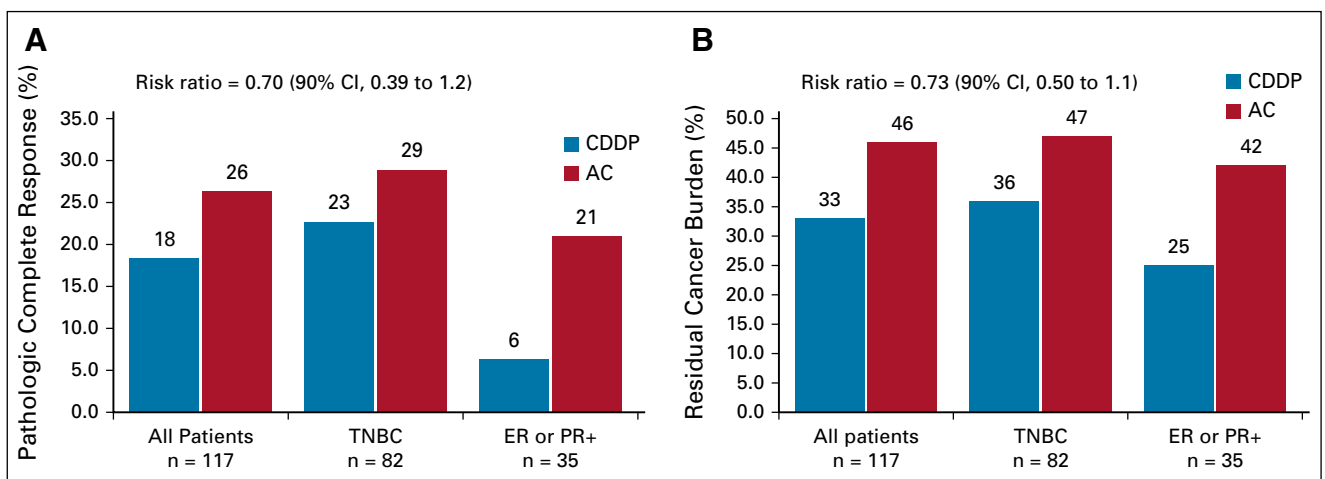 A
Risk ratio = 0.70 (90% CI, 0.39 to 1.2)
Pathologic Complete Response (%)
35.0
30.0
25.0
20.0
15.0
10.0
5.0
0.0
CDDP
AC
18
26
23
29
6
21
All Patients
n = 117
TNBC
n = 82
ER or PR+
n = 35
B
Risk ratio = 0.73 (90% CI, 0.50 to 1.1)
Residual Cancer Burden (%)
50.0
45.0
40.0
35.0
30.0
25.0
20.0
15.0
10.0
5.0
0.0
CDDP
AC
33
46
36
47
25
42
All patients
n = 117
TNBC
n = 82
ER or PR+
n = 35